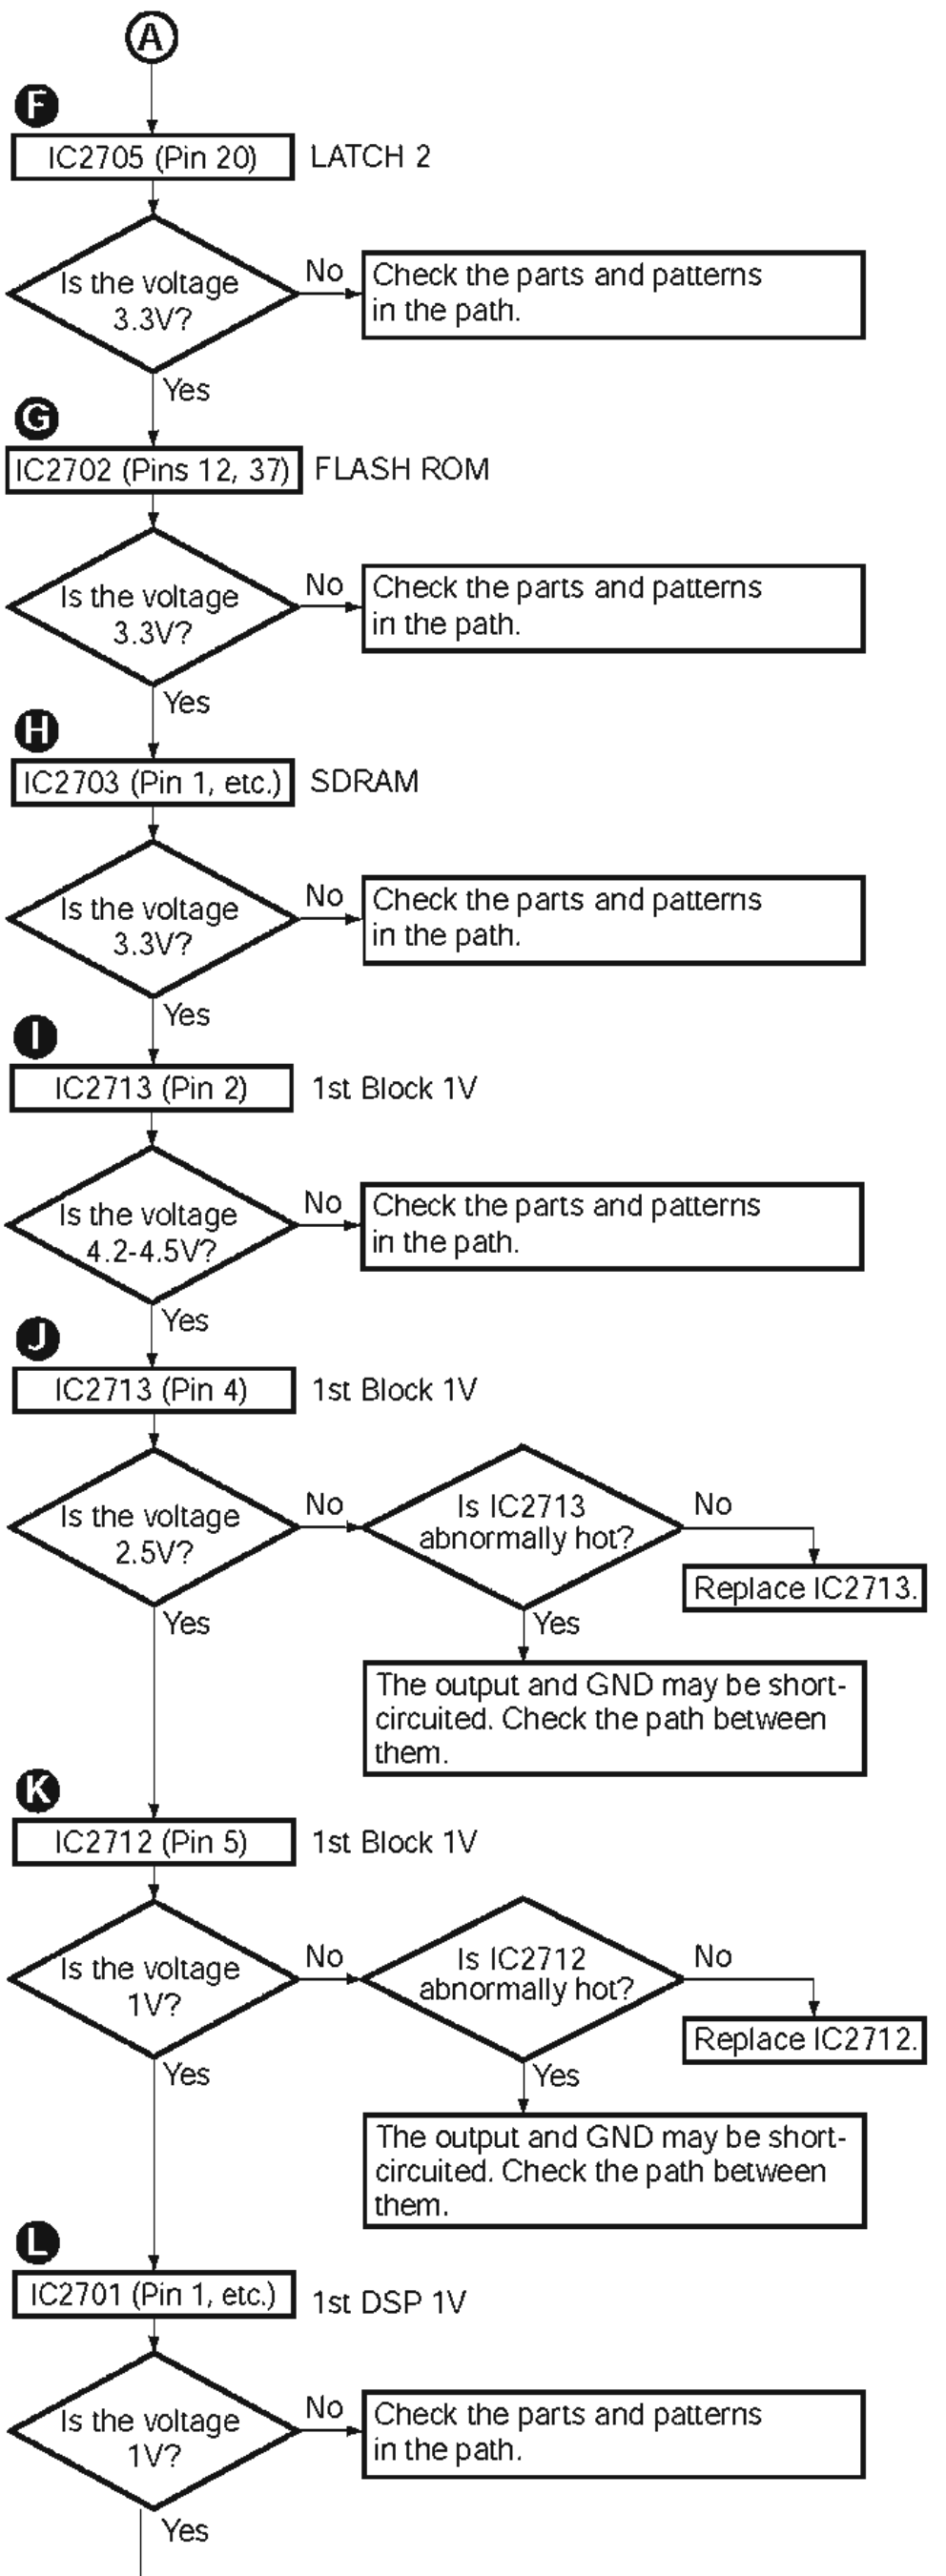 A
F
IC2705 (Pin 20) LATCH 2
Is the voltage
3.3V?
No
Check the parts and patterns
in the path.
Yes
G
IC2702 (Pins 12, 37) FLASH ROM
Is the voltage
3.3V?
No
Check the parts and patterns
in the path.
Yes
H
IC2703 (Pin 1, etc.) SDRAM
Is the voltage
3.3V?
No
Check the parts and patterns
in the path.
Yes
I
IC2713 (Pin 2) 1st Block 1V
Is the voltage
4.2-4.5V?
No
Check the parts and patterns
in the path.
Yes
J
IC2713 (Pin 4) 1st Block 1V
Is the voltage
2.5V?
No
Is IC2713
abnormally hot?
No
Replace IC2713.
Yes
Yes
The output and GND may be short-
circuited. Check the path between
them.
K
IC2712 (Pin 5) 1st Block 1V
Is the voltage
1V?
No
Is IC2712
abnormally hot?
No
Replace IC2712.
Yes
Yes
The output and GND may be short-
circuited. Check the path between
them.
L
IC2701 (Pin 1, etc.) 1st DSP 1V
Is the voltage
1V?
No
Check the parts and patterns
in the path.
Yes